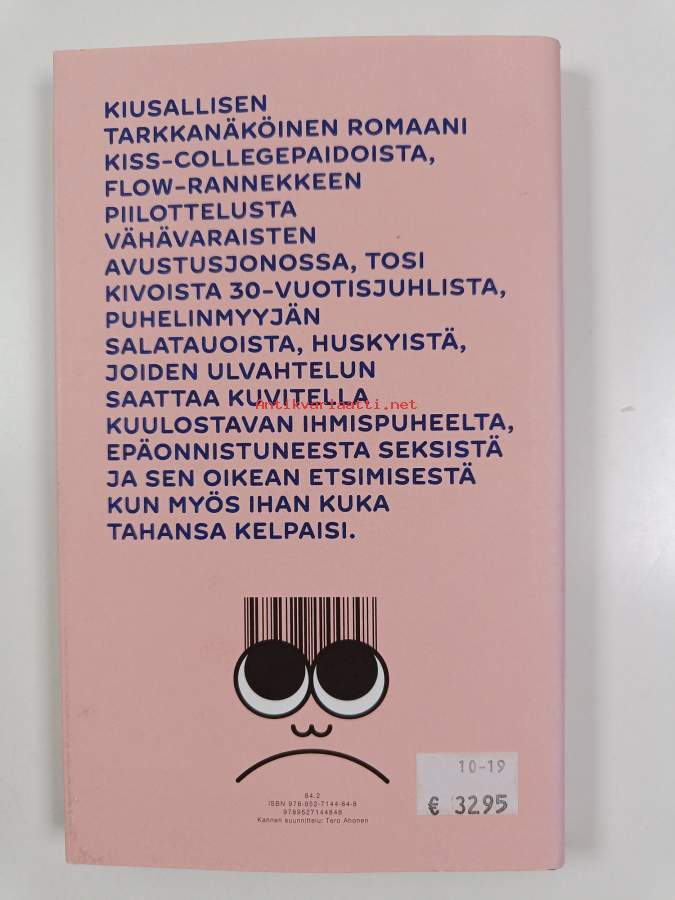 KIUSALLISEN
TARKKANÄKÖINEN ROMAANI
KISS-COLLEGEPAIDOISTA,
FLOW-RANNEKKEEN
PIILOTTELUSTA
VÄHÄVARAISTEN
AVUSTUSJONOSSA, TOSI
KIVOISTA 30-VUOTISJUHLISTA,
PUHELINMYYJÄN
SALATAUOISTA, HUSKYISTÄ,
JOIDEN ULVAHTELUN
SAATTAA KUVITELLA
Antikvariaatti.net
KUULOSTAVAN IHMISPUHEELTA,
EPÄONNISTUNEESTA SEKSISTÄ
JA SEN OIKEAN ETSIMISESTÄ
KUN MYÖS IHAN KUKA
TAHANSA KELPAISI.
10-19
€ 32.95
84.2
ISBN 978-952-7144-84-8
9789527144848
Kannen suunnittelu: Tero Ahonen